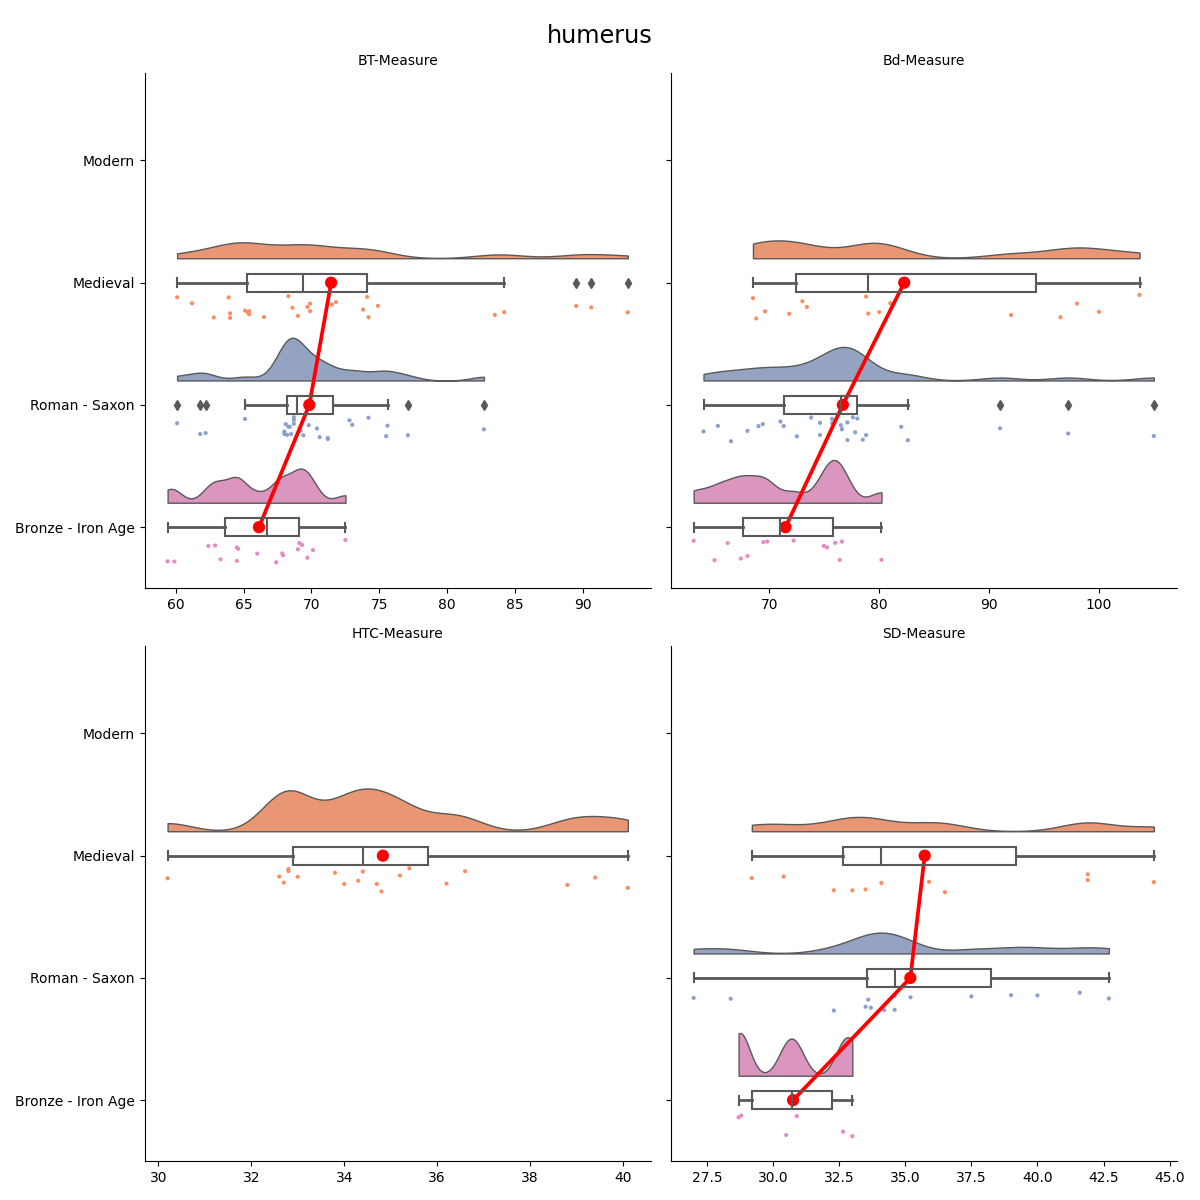 humerus
BT-Measure
Bd-Measure
Modern
Medieval
Roman - Saxon
Bronze - Iron Age
60 65 70 75 80 85 90
70 80 90 100
HTC-Measure
SD-Measure
Modern
Medieval
Roman - Saxon
Bronze - Iron Age
30 32 34 36 38 40
27.5 30.0 32.5 35.0 37.5 40.0 42.5 45.0